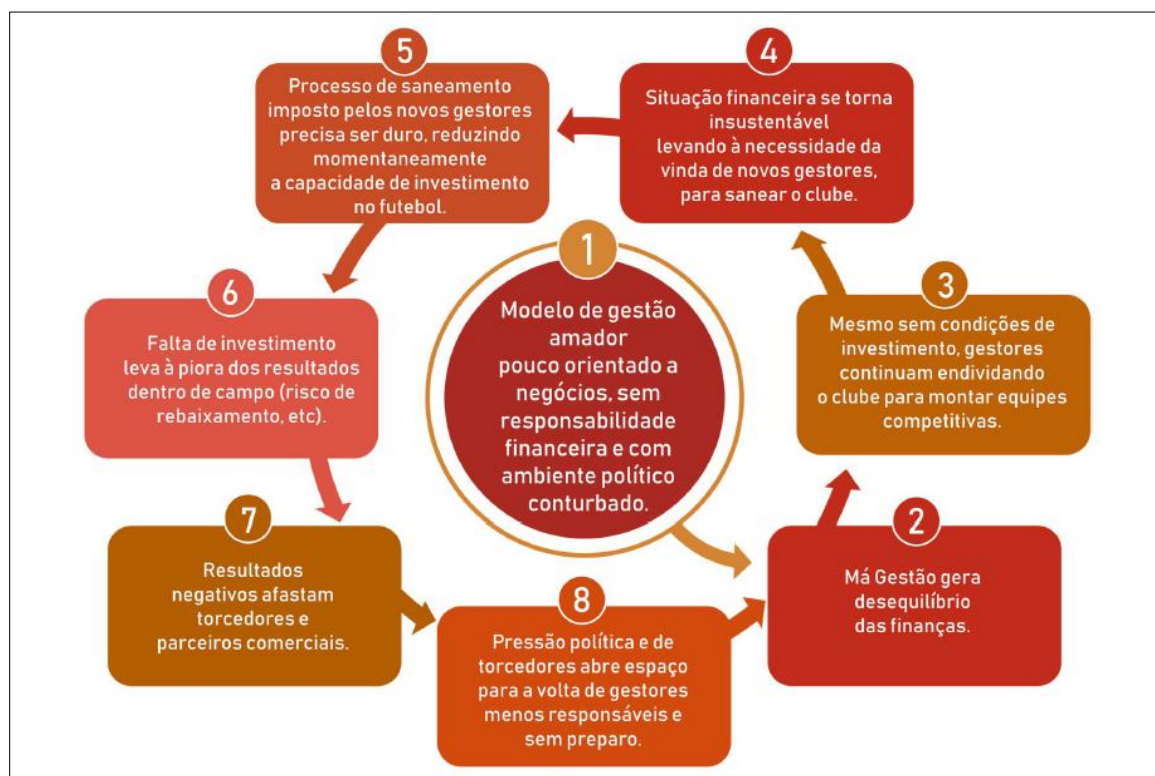 1
Modelo de gestão
amador
pouco orientado a
negócios, sem
responsabilidade
financeira e com
ambiente político
conturbado.
2
Má Gestão gera
desequilíbrio
das finanças.
3
Mesmo sem condições de
investimento, gestores
continuam endividando
o clube para montar equipes
competitivas.
4
Situação financeira se torna
insustentável
levando à necessidade da
vinda de novos gestores,
para sanear o clube.
5
Processo de saneamento
imposto pelos novos gestores
precisa ser duro, reduzindo
momentaneamente
a capacidade de investimento
no futebol.
6
Falta de investimento
leva à piora dos resultados
dentro de campo (risco de
rebaixamento, etc).
7
Resultados
negativos afastam
torcedores e
parceiros comerciais.
8
Pressão política e de
torcedores abre espaço
para a volta de gestores
menos responsáveis e
sem preparo.